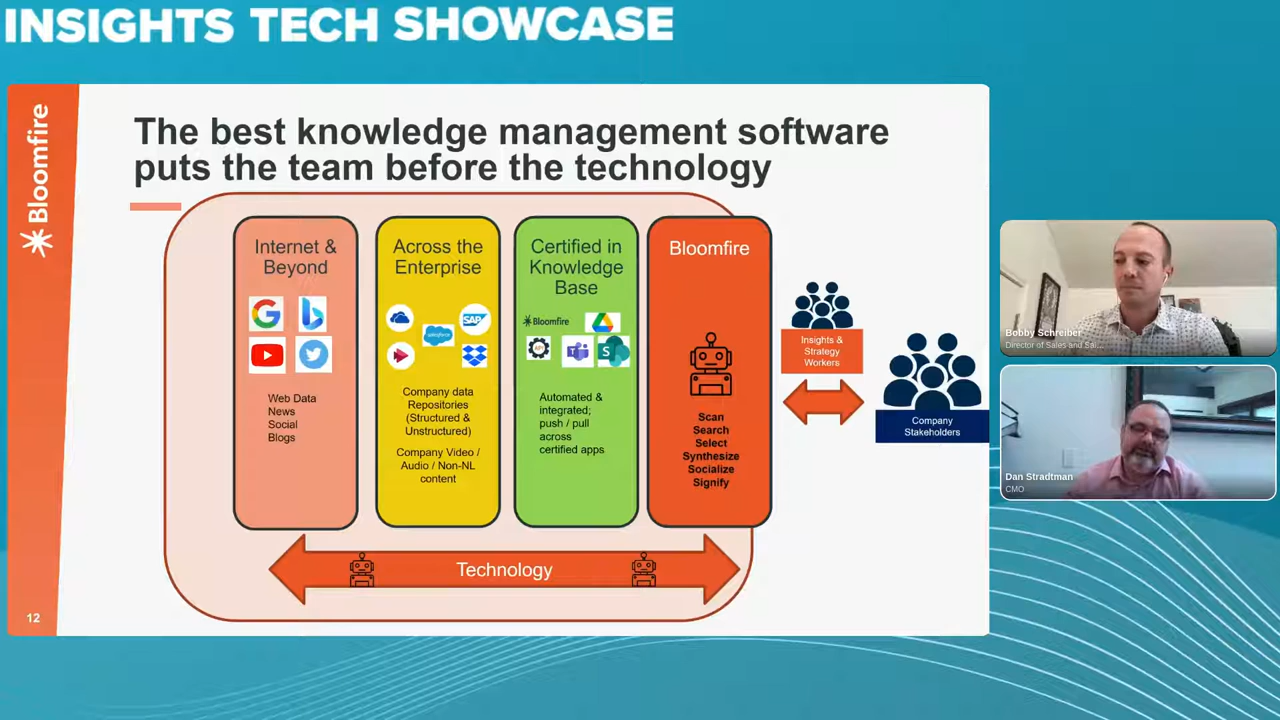 INSIGHTS TECH SHOWCASE
Bloomfire
The best knowledge management software
puts the team before the technology
Internet &
Beyond
Web Data
News
Social
Blogs
Across the
Enterprise
salesforce
SAP
Company data
Repositories
(Structured &
Unstructured)
Company Video /
Audio / Non-NL
content
Certified in
Knowledge
Base
Bloomfire
API
Automated &
integrated;
push / pull
across
certified apps
Bloomfire
Scan
Search
Select
Synthesize
Socialize
Signify
Insights &
Strategy
Workers
Company
Stakeholders
Technology
12
Bobby Schreiber
Director of Sales and Sal...
Dan Stradtman
CMO